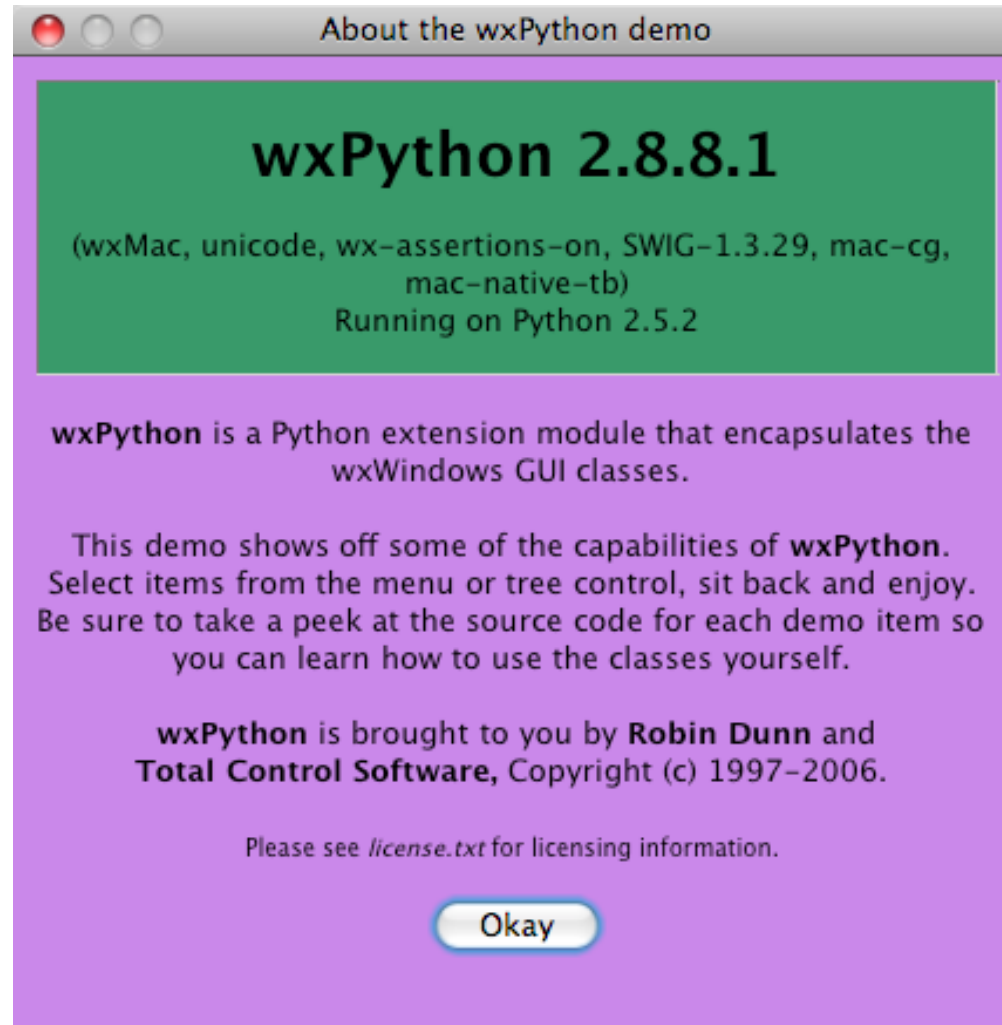 About the wxPython demo
wxPython 2.8.8.1
(wxMac, unicode, wx-assertions-on, SWIG-1.3.29, mac-cg,
mac-native-tb)
Running on Python 2.5.2
wxPython is a Python extension module that encapsulates the
wxWindows GUI classes.
This demo shows off some of the capabilities of wxPython.
Select items from the menu or tree control, sit back and enjoy.
Be sure to take a peek at the source code for each demo item so
you can learn how to use the classes yourself.
wxPython is brought to you by Robin Dunn and
Total Control Software, Copyright (c) 1997-2006.
Please see license.txt for licensing information.
Okay